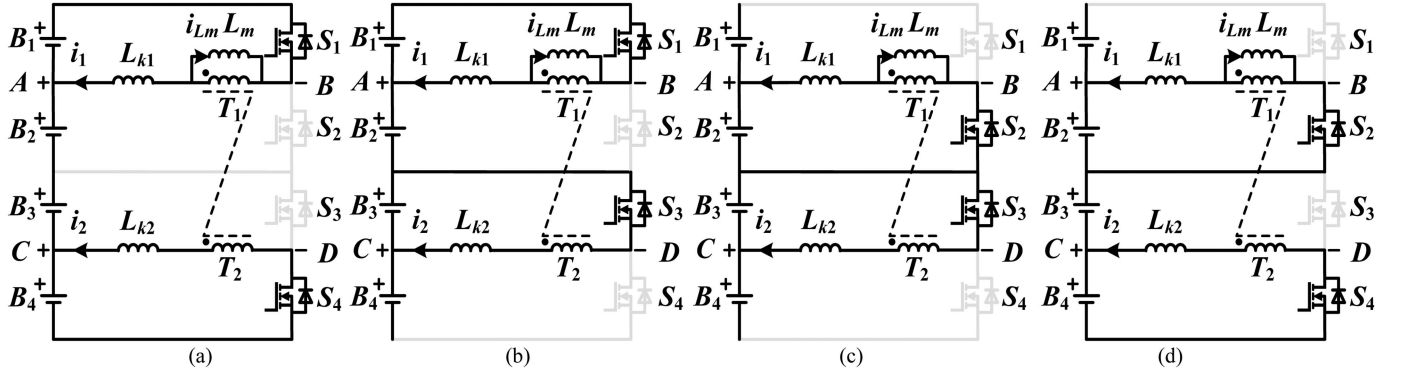 B1 + i1 Lk1 iLm Lm S1
A + − B
B2 + T1 S2
B3 + i2 Lk2 S3
C + − D
B4 + T2 S4
(a)
B1 + i1 Lk1 iLm Lm S1
A + − B
B2 + T1 S2
B3 + i2 Lk2 S3
C + − D
B4 + T2 S4
(b)
B1 + i1 Lk1 iLm Lm S1
A + − B
B2 + T1 S2
B3 + i2 Lk2 S3
C + − D
B4 + T2 S4
(c)
B1 + i1 Lk1 iLm Lm S1
A + − B
B2 + T1 S2
B3 + i2 Lk2 S3
C + − D
B4 + T2 S4
(d)